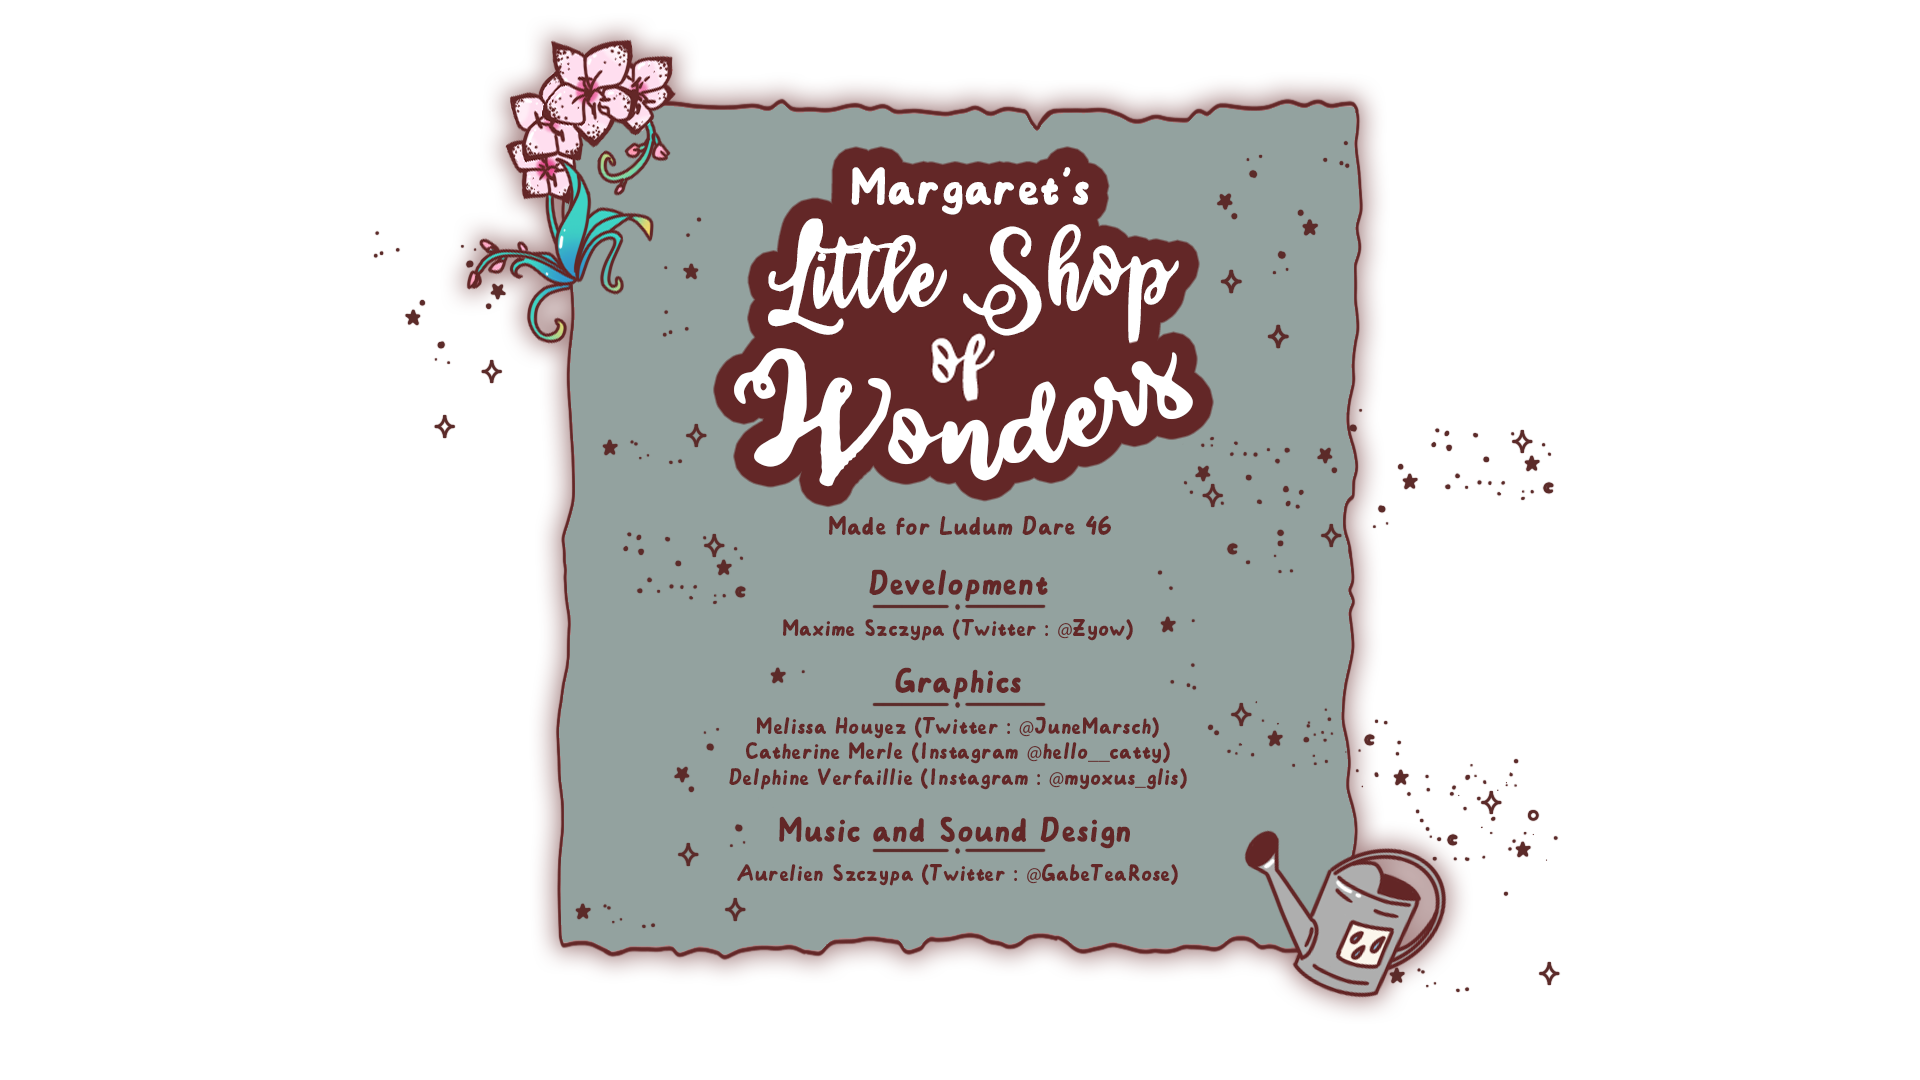 Margaret's
Little Shop
of
Wonders
Made for Ludum Dare 46
Development
Maxime Szczypa (Twitter : @Zyow)
Graphics
Melissa Houyez (Twitter : @JuneMarsch)
Catherine Merle (Instagram @hello__catty)
Delphine Verfaillie (Instagram : @myoxus_glis)
Music and Sound Design
Aurelien Szczypa (Twitter : @GabeTeaRose)